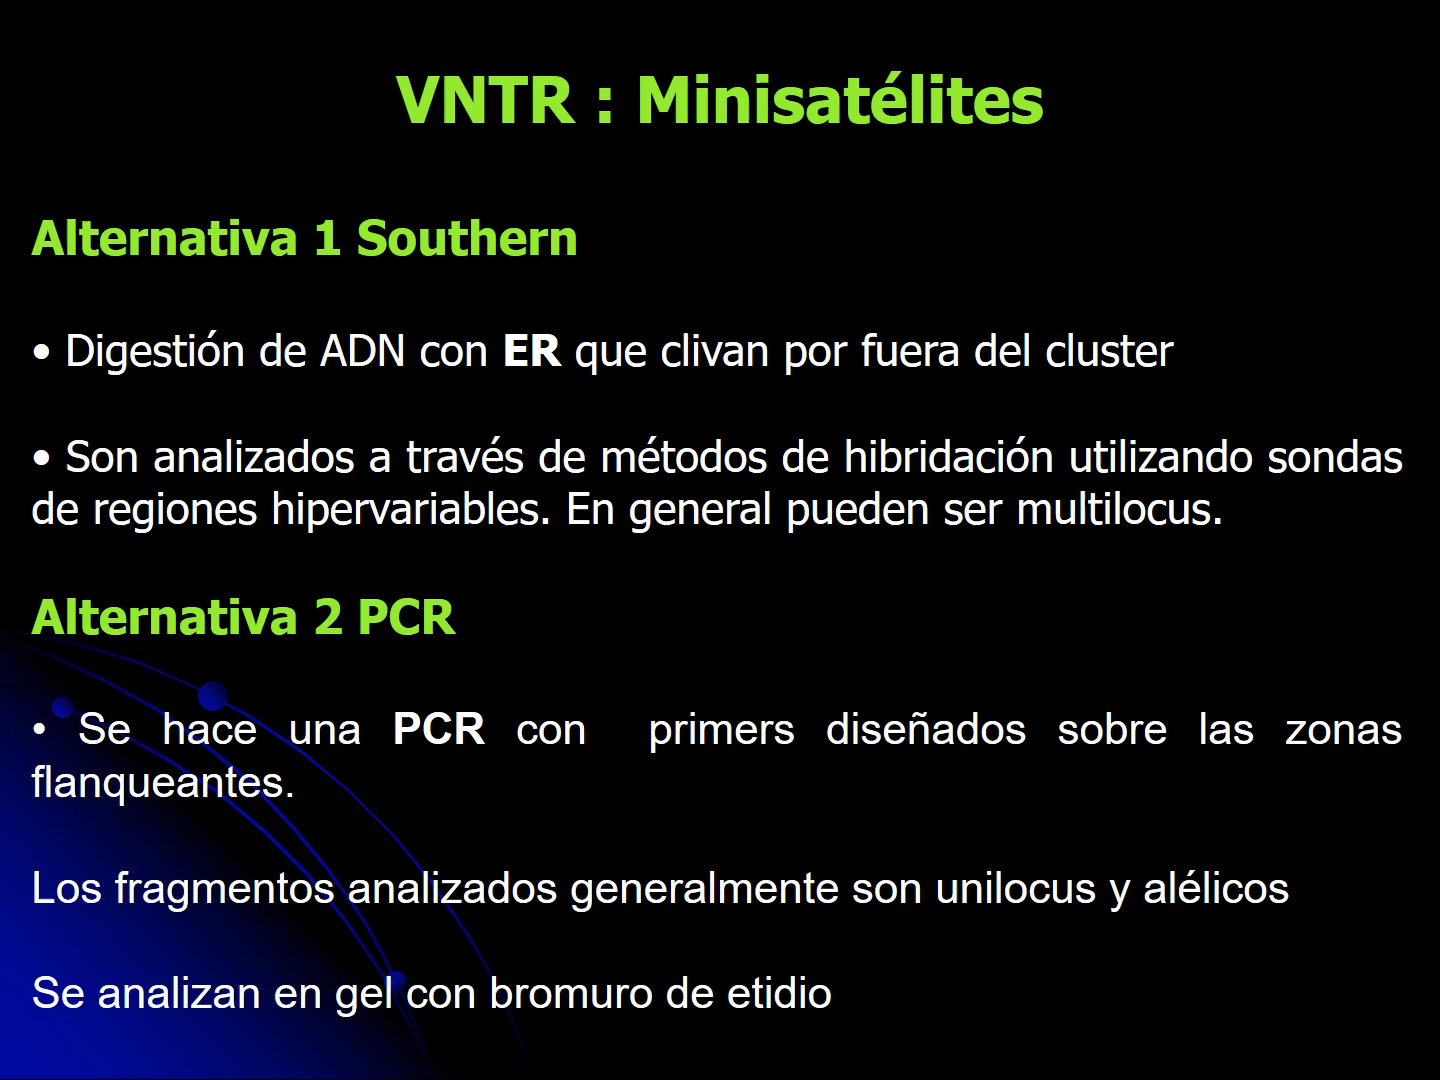 VNTR : Minisatélites
Alternativa 1 Southern
• Digestión de ADN con ER que clivan por fuera del cluster
• Son analizados a través de métodos de hibridación utilizando sondas
de regiones hipervariables. En general pueden ser multilocus.
Alternativa 2 PCR
• Se hace una PCR con primers diseñados sobre las zonas
flanqueantes.
Los fragmentos analizados generalmente son unilocus y alélicos
Se analizan en gel con bromuro de etidio